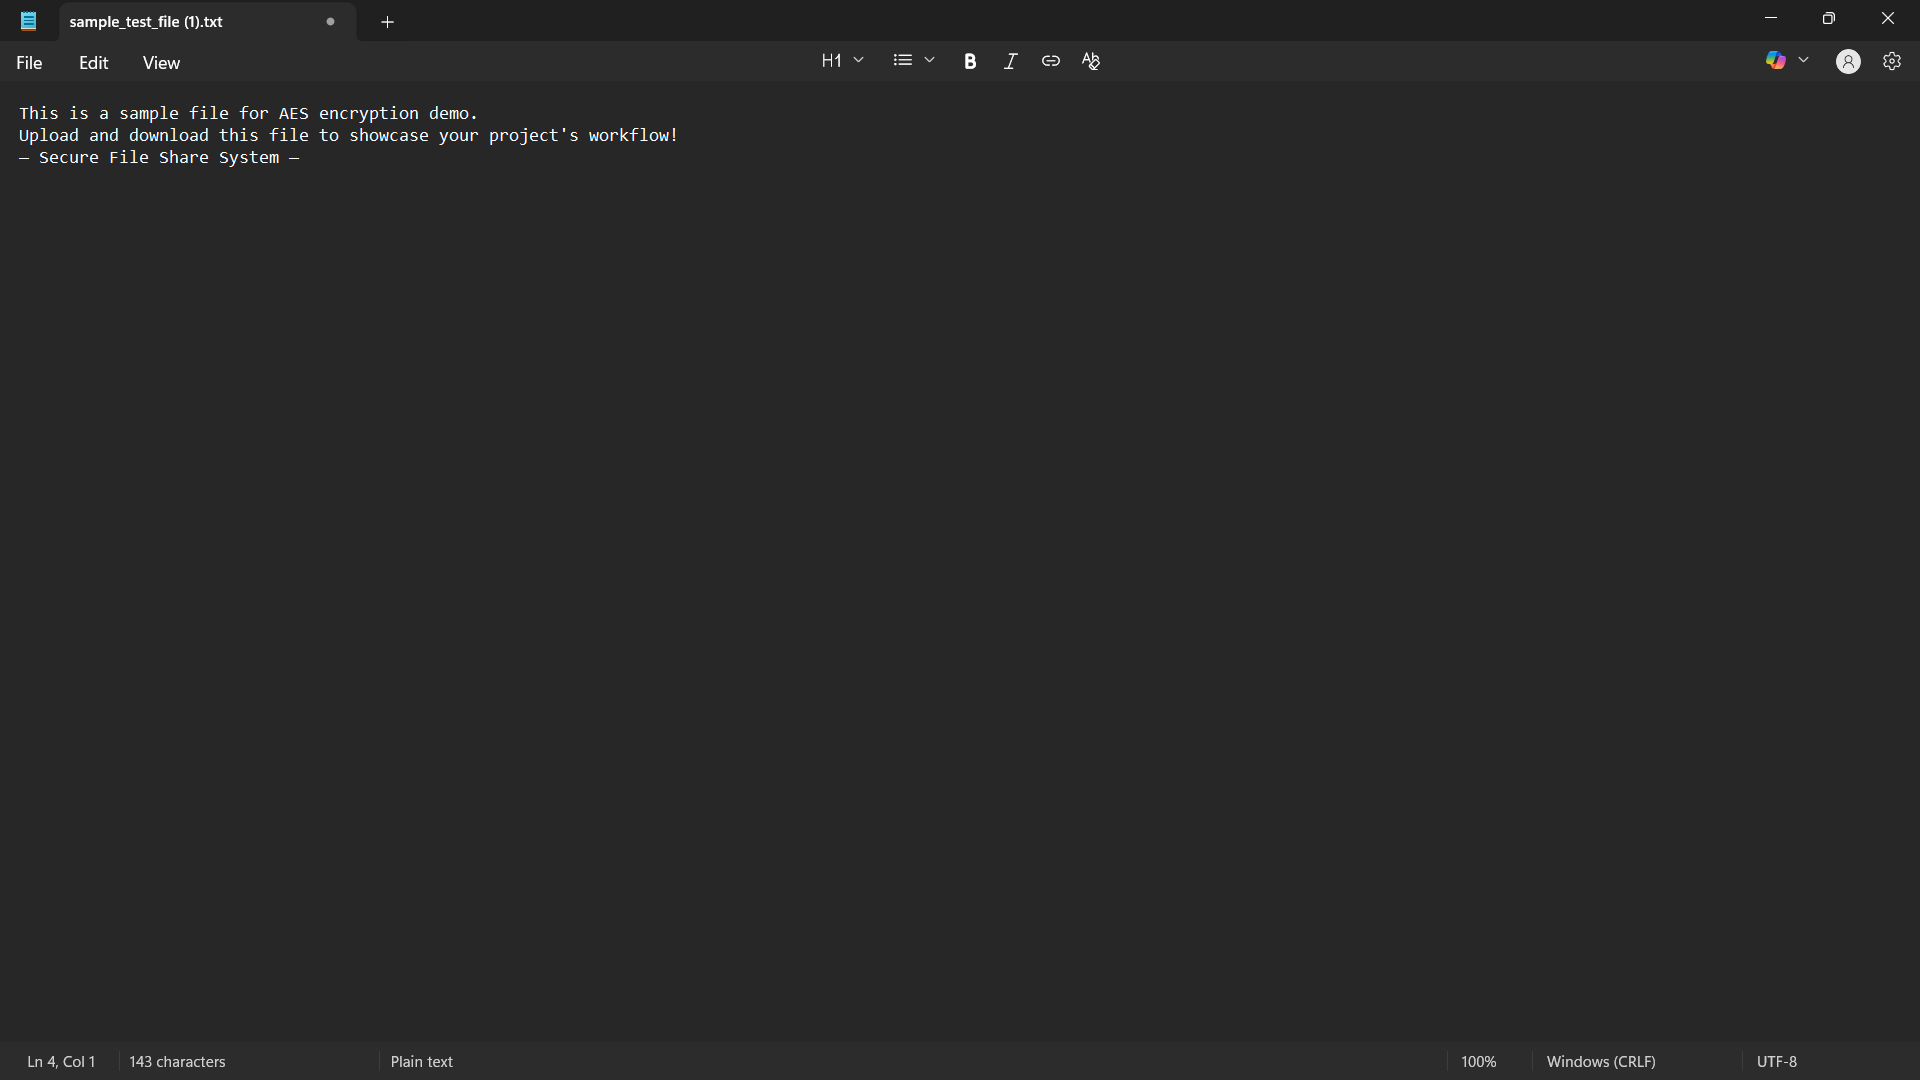 sample_test_file (1).txt
File Edit View H1
This is a sample file for AES encryption demo.
Upload and download this file to showcase your project's workflow!
— Secure File Share System —
Ln 4, Col 1 143 characters Plain text 100% Windows (CRLF) UTF-8